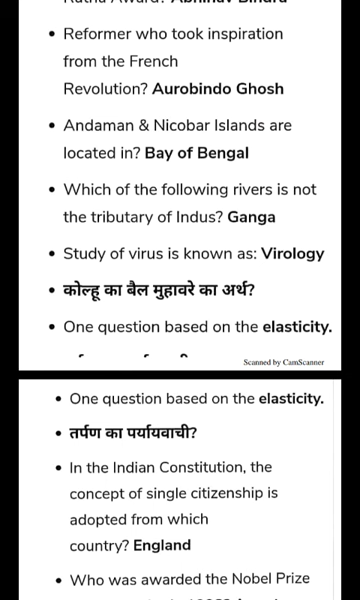 • Reformer who took inspiration
from the French
Revolution? Aurobindo Ghosh
• Andaman & Nicobar Islands are
located in? Bay of Bengal
• Which of the following rivers is not
the tributary of Indus? Ganga
• Study of virus is known as: Virology
• कोल्हू का बैल मुहावरे का अर्थ?
• One question based on the elasticity.
Scanned by CamScanner
• One question based on the elasticity.
• तर्पण का पर्यायवाची?
• In the Indian Constitution, the
concept of single citizenship is
adopted from which
country? England
• Who was awarded the Nobel Prize